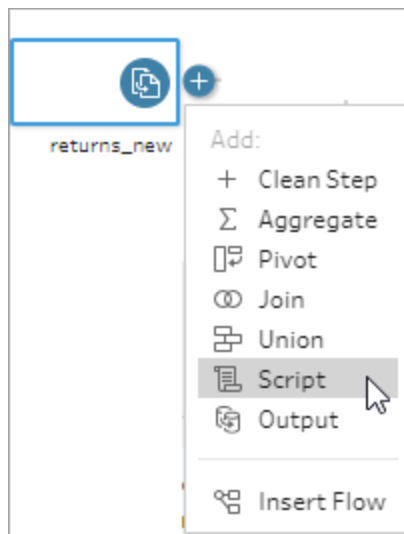 returns_new
Add:
Clean Step
Aggregate
Pivot
Join
Union
Script
Output
Insert Flow